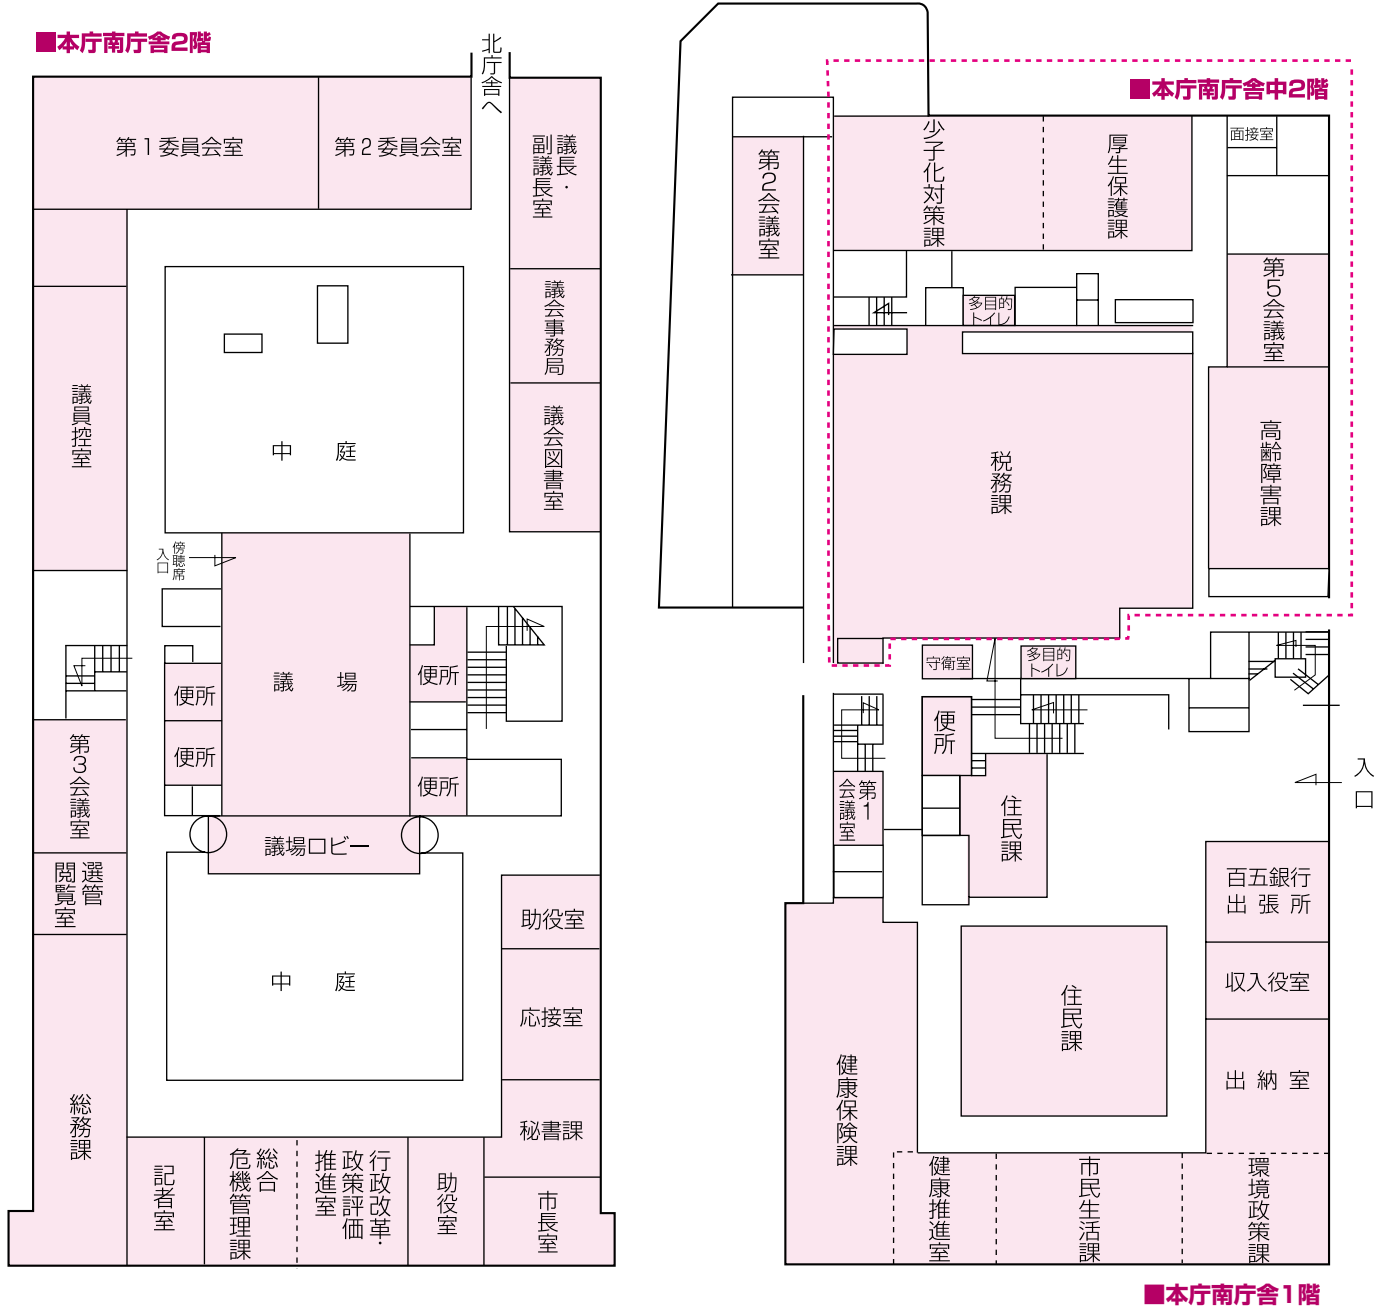 ■本庁南庁舎2階
北庁舎へ
第1委員会室
第2委員会室
議長・
副議長室
議会事務局
議会図書室
議員控室
中　庭
傍聴席
入口
議　場
便所
便所
便所
便所
第3会議室
議場ロビー
選管
閲覧室
助役室
中　庭
応接室
総務課
秘書課
記者室
総合
危機管理課
行政改革・
政策評価
推進室
助役室
市長室
■本庁南庁舎中2階
第2会議室
少子化対策課
厚生保護課
面接室
第5会議室
多目的
トイレ
税務課
高齢障害課
守衛室
多目的
トイレ
便所
第1
会議室
住民課
入口
百五銀行
出張所
収入役室
住民課
出納室
健康保険課
健康推進室
市民生活課
環境政策課
■本庁南庁舎1階